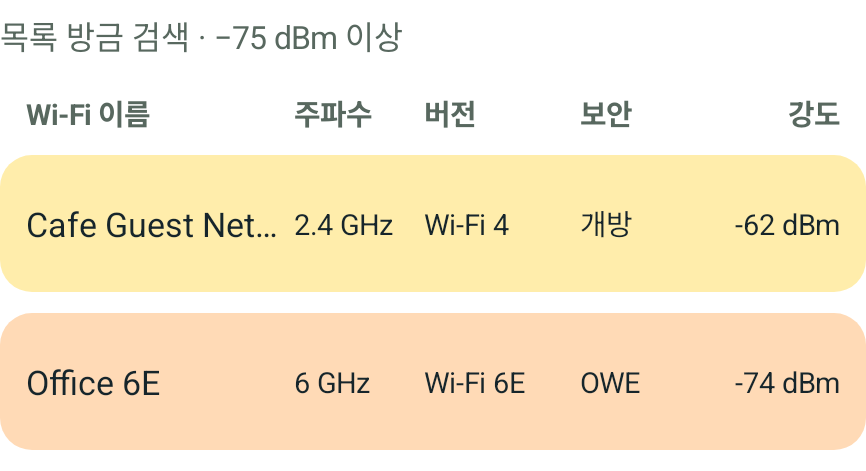 목록 방금 검색 · −75 dBm 이상
Wi-Fi 이름 주파수 버전 보안 강도
Cafe Guest Net… 2.4 GHz Wi-Fi 4 개방 -62 dBm
Office 6E 6 GHz Wi-Fi 6E OWE -74 dBm